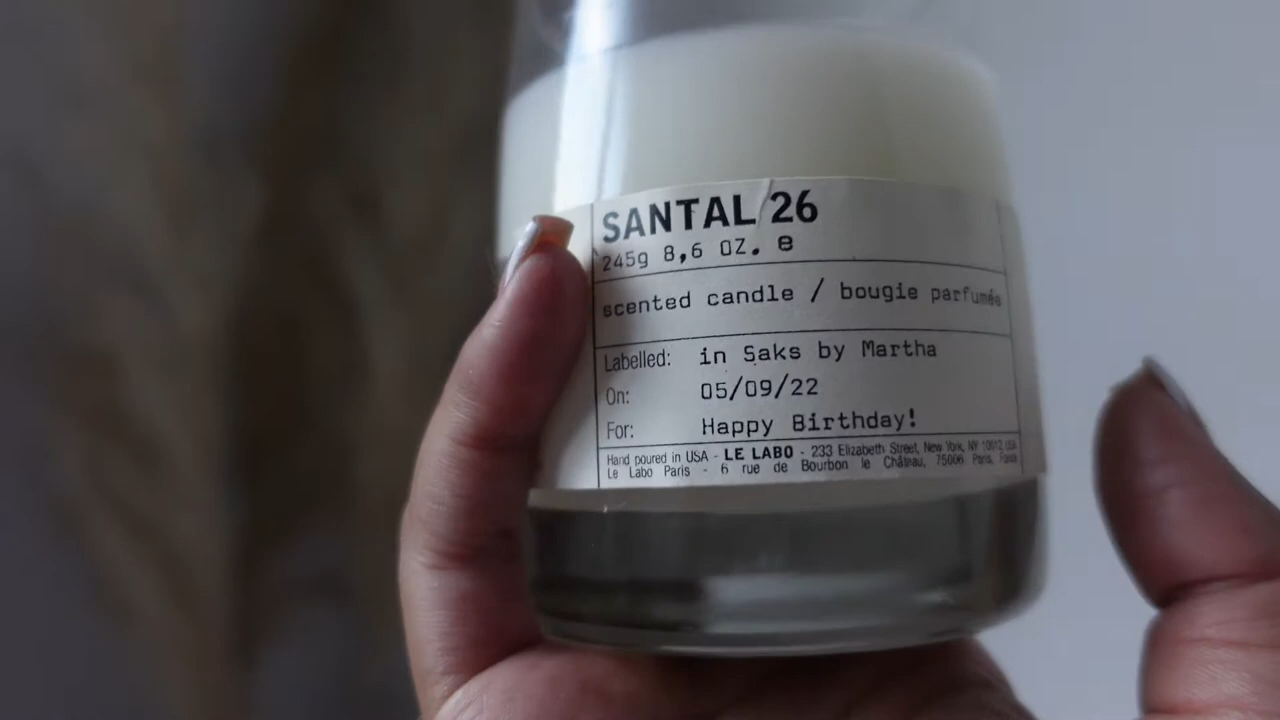 SANTAL 26
245g 8,6 OZ. e
scented candle / bougie parfumée
Labelled: in Saks by Martha
On: 05/09/22
For: Happy Birthday!
Hand poured in USA - LE LABO - 233 Elizabeth Street, New York, NY 10012, USA
Le Labo Paris - 6 rue de Bourbon le Château, 75006 Paris, France